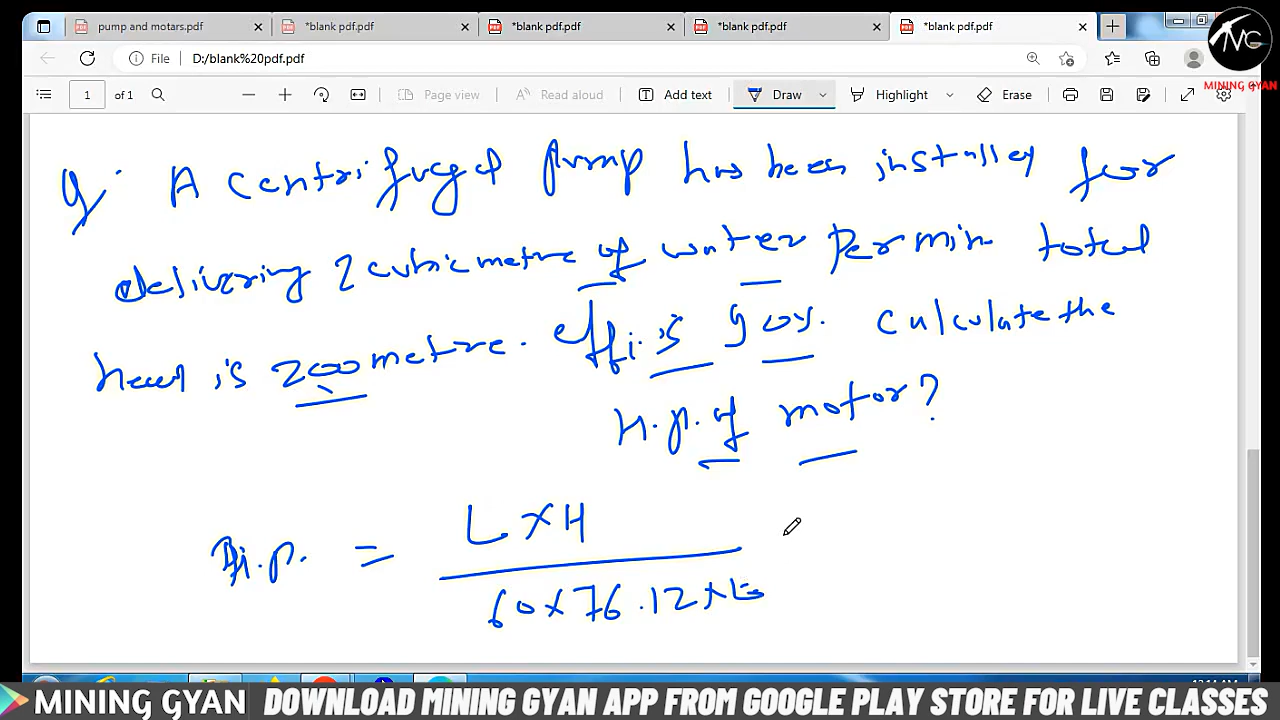 pump and motars.pdf
*blank pdf.pdf
*blank pdf.pdf
*blank pdf.pdf
*blank pdf.pdf
TMG
MINING GYAN
File D:/blank%20pdf.pdf
1 of 1 Page view Read aloud Add text Draw Highlight Erase
Q. A centrifugal pump has been installed for
delivering 2 cubic metre of water per min total
head is 200 metre. effi. is 90%. calculate the
H.p. of motor?
H.p. = L X H
60 X 76.12 X E
MINING GYAN DOWNLOAD MINING GYAN APP FROM GOOGLE PLAY STORE FOR LIVE CLASSES